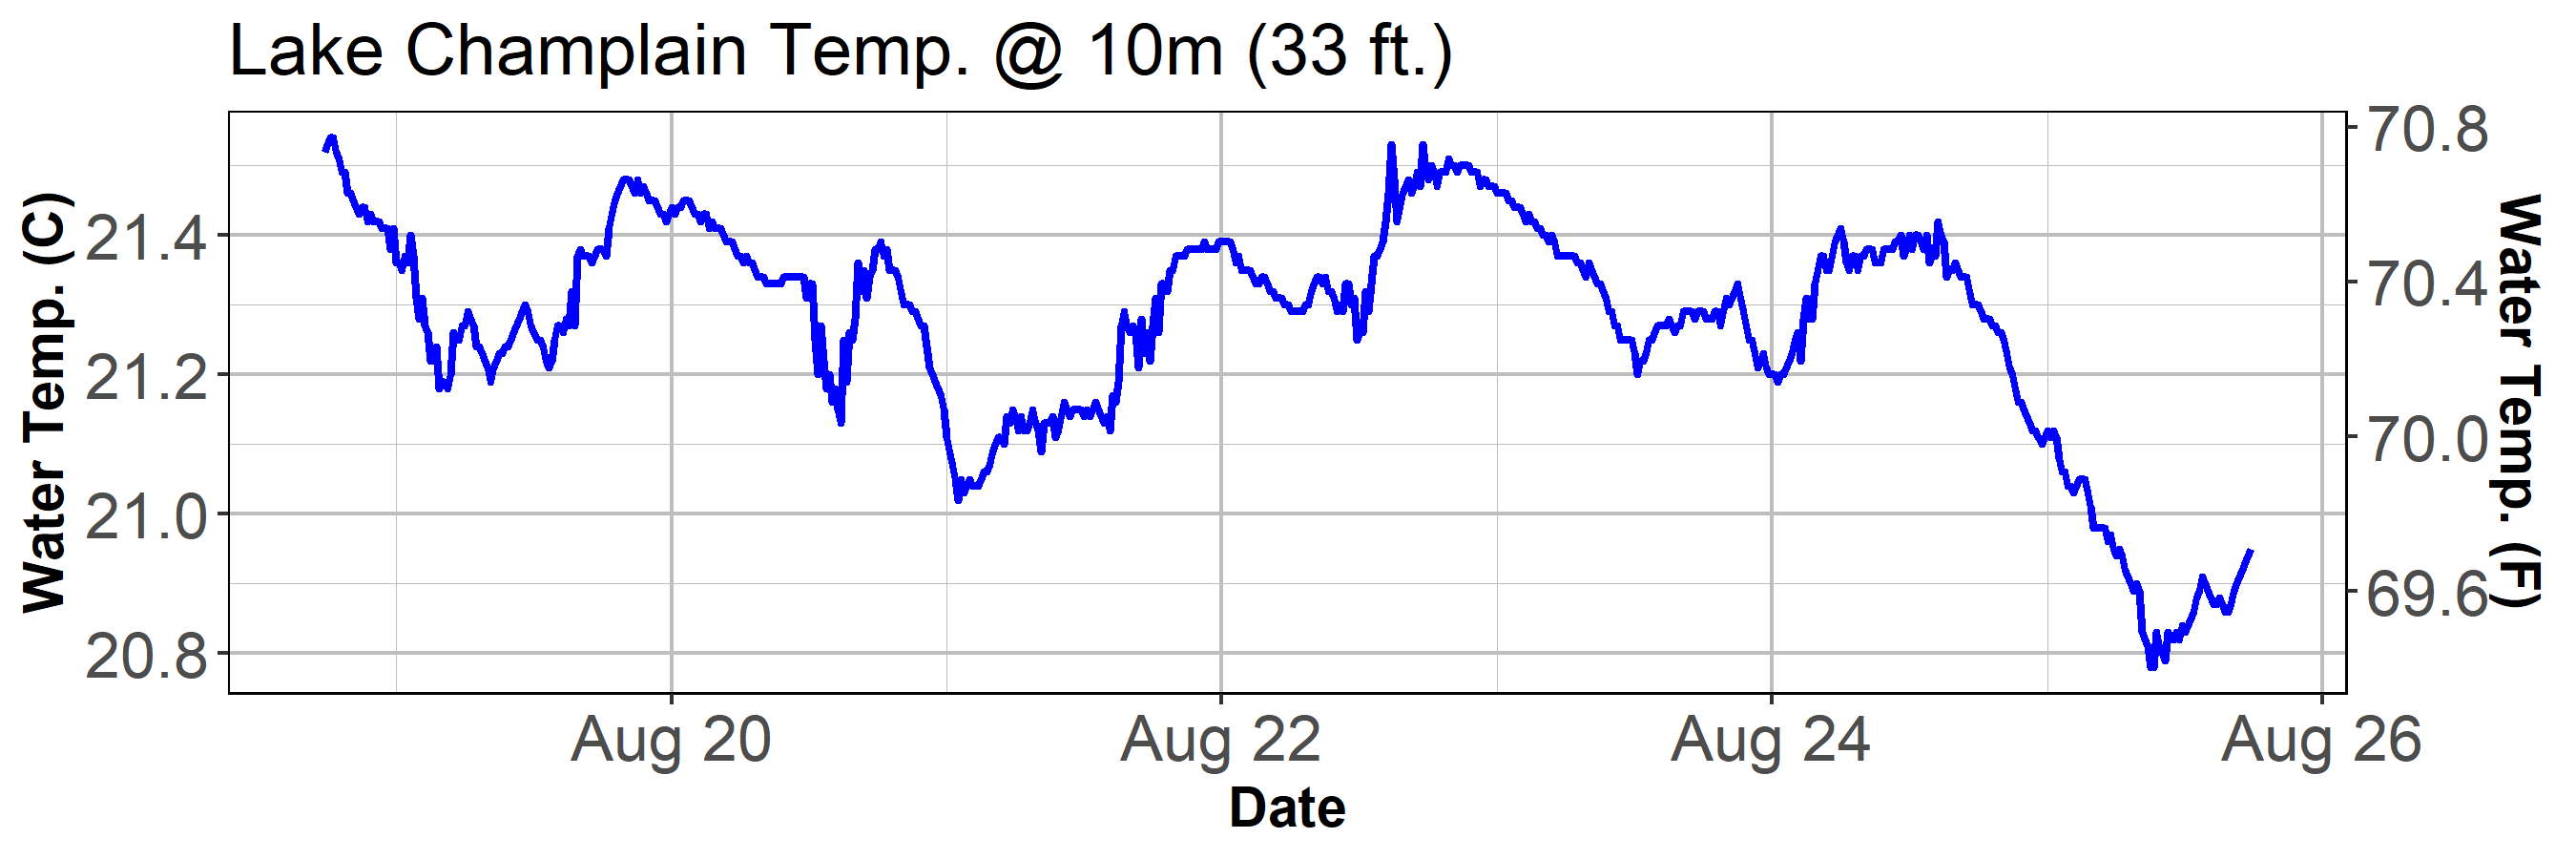 Lake Champlain Temp. @ 10m (33 ft.)
Water Temp. (C)
21.4
21.2
21.0
20.8
70.8
70.4
70.0
69.6
Water Temp. (F)
Aug 20
Aug 22
Aug 24
Aug 26
Date